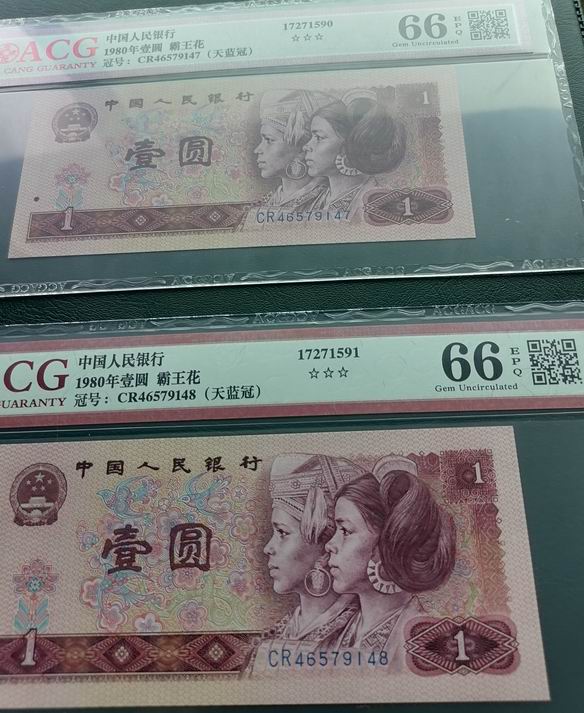 ACG
CANG GUARANTY
中国人民银行
1980年壹圆 霸王花
冠号：CR46579147（天蓝冠）
17271590
☆☆☆
66 EPQ
Gem Uncirculated
中国人民银行
壹圆
1
1
CR46579147
1
CG
UARANTY
中国人民银行
1980年壹圆 霸王花
冠号：CR46579148（天蓝冠）
17271591
☆☆☆
66 EPQ
Gem Uncirculated
中国人民银行
1
壹圆
1
CR46579148
1